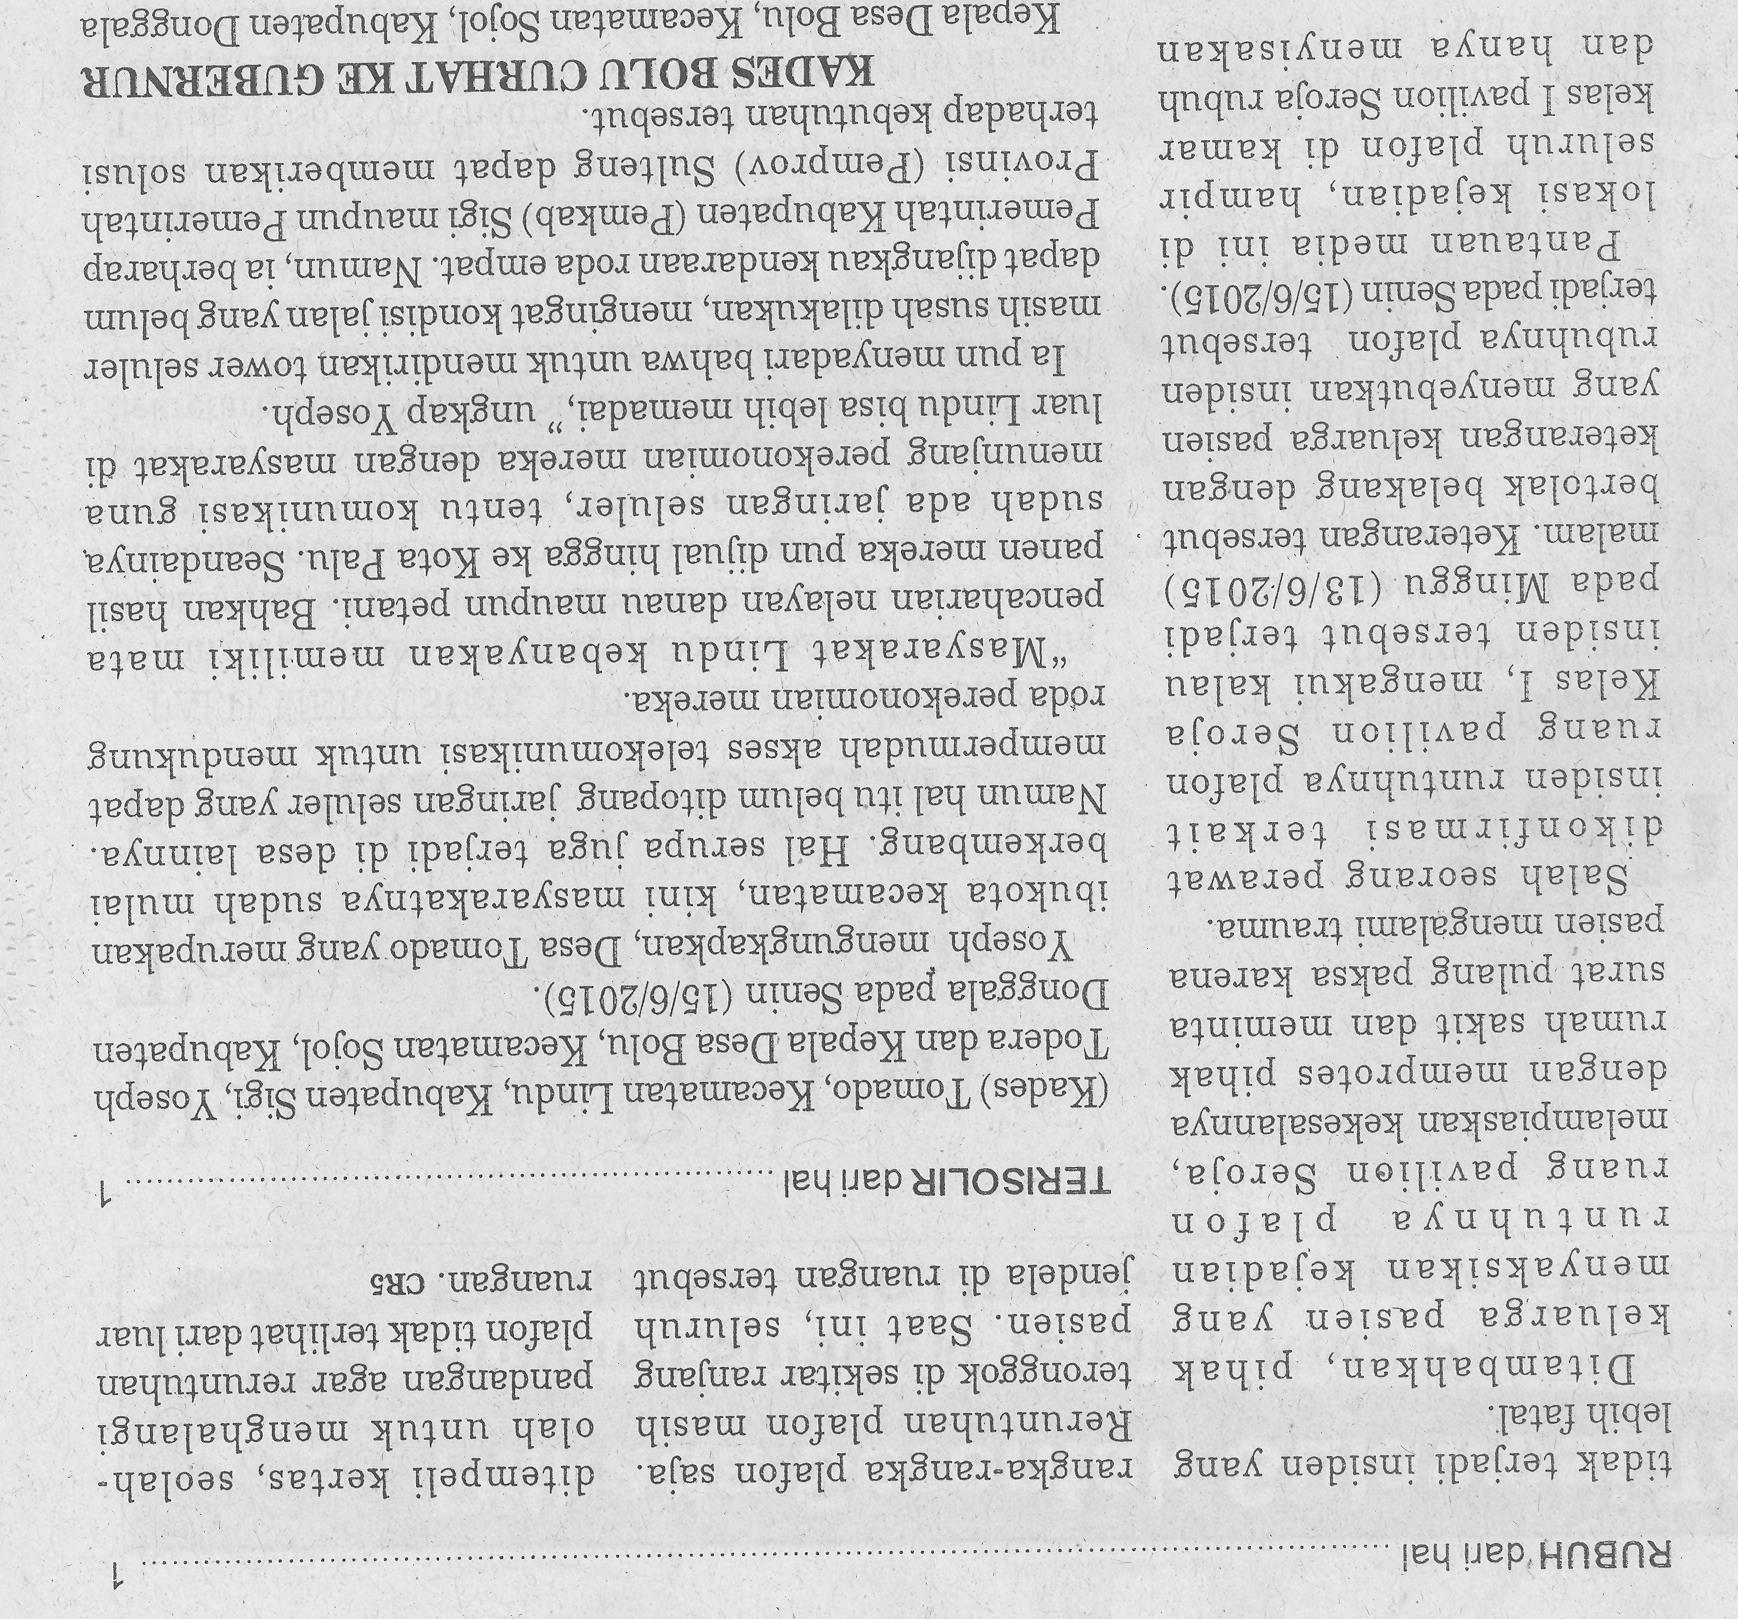 RUBUH dari hal ........................................ 1
tidak terjadi insiden yang
lebih fatal.
Ditambahkan, pihak
keluarga pasien yang
menyaksikan kejadian
runtuhnya plafon
ruang pavilion Seroja,
melampiaskan kekesalannya
dengan memprotes pihak
rumah sakit dan meminta
surat pulang paksa karena
pasien mengalami trauma.
Salah seorang perawat
dikonfirmasi terkait
insiden runtuhnya plafon
ruang pavilion Seroja
Kelas I, mengakui kalau
insiden tersebut terjadi
pada Minggu (13/6/2015)
malam. Keterangan tersebut
bertolak belakang dengan
keterangan keluarga pasien
yang menyebutkan insiden
rubuhnya plafon tersebut
terjadi pada Senin (15/6/2015).
Pantauan media ini di
lokasi kejadian, hampir
seluruh plafon di kamar
kelas I pavilion Seroja rubuh
dan hanya menyisakan
rangka-rangka plafon saja.
Reruntuhan plafon masih
teronggok di sekitar ranjang
pasien. Saat ini, seluruh
jendela di ruangan tersebut
ditempeli kertas, seolah-
olah untuk menghalangi
pandangan agar reruntuhan
plafon tidak terlihat dari luar
ruangan. CR5
TERISOLIR dari hal ........................................ 1
(Kades) Tomado, Kecamatan Lindu, Kabupaten Sigi, Yoseph
Todera dan Kepala Desa Bolu, Kecamatan Sojol, Kabupaten
Donggala pada Senin (15/6/2015).
Yoseph mengungkapkan, Desa Tomado yang merupakan
ibukota kecamatan, kini masyarakatnya sudah mulai
berkembang. Hal serupa juga terjadi di desa lainnya.
Namun hal itu belum ditopang jaringan seluler yang dapat
mempermudah akses telekomunikasi untuk mendukung
roda perekonomian mereka.
"Masyarakat Lindu kebanyakan memiliki mata
pencaharian nelayan danau maupun petani. Bahkan hasil
panen mereka pun dijual hingga ke Kota Palu. Seandainya
sudah ada jaringan seluler, tentu komunikasi guna
menunjang perekonomian mereka dengan masyarakat di
luar Lindu bisa lebih memadai," ungkap Yoseph.
Ia pun menyadari bahwa untuk mendirikan tower seluler
masih susah dilakukan, mengingat kondisi jalan yang belum
dapat dijangkau kendaraan roda empat. Namun, ia berharap
Pemerintah Kabupaten (Pemkab) Sigi maupun Pemerintah
Provinsi (Pemprov) Sulteng dapat memberikan solusi
terhadap kebutuhan tersebut.
KADES BOLU CURHAT KE GUBERNUR
Kepala Desa Bolu, Kecamatan Sojol, Kabupaten Donggala